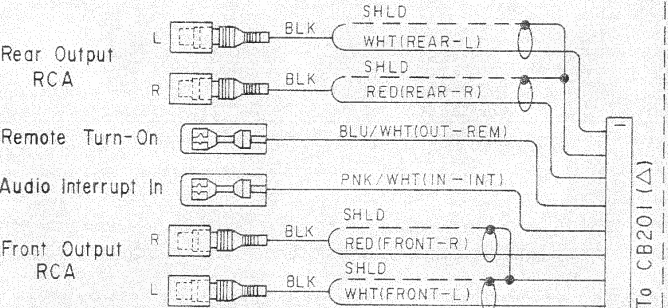 SHLD
L BLK WHT(REAR-L)
Rear Output
RCA
SHLD
R BLK RED(REAR-R)
Remote Turn-On BLU/WHT(OUT-REM)
Audio Interrupt In PNK/WHT(IN-INT)
SHLD
R BLK RED(FRONT-R)
Front Output
RCA
SHLD
L BLK WHT(FRONT-L)
To CB201(△)